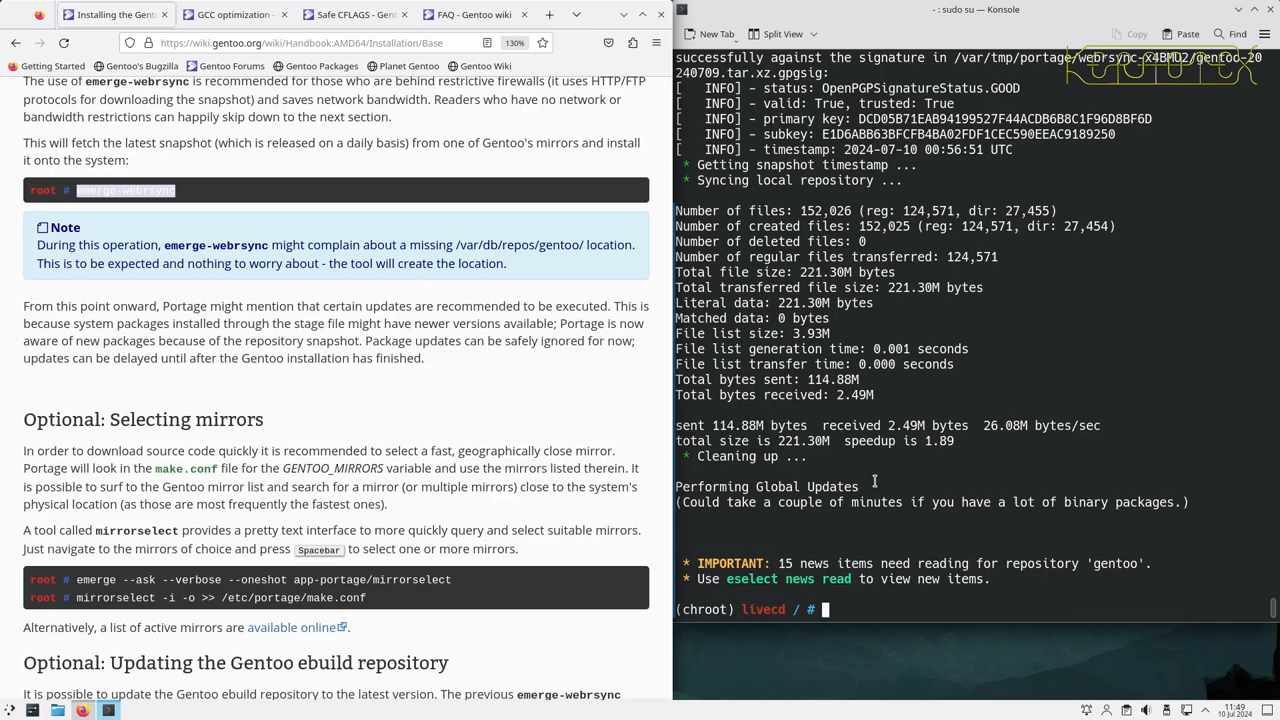 Installing the Gento
GCC optimization -
Safe CFLAGS - Gent
FAQ - Gentoo wiki
https://wiki.gentoo.org/wiki/Handbook:AMD64/Installation/Base
130%
Getting Started
Gentoo's Bugzilla
Gentoo Forums
Gentoo Packages
Planet Gentoo
Gentoo Wiki
The use of emerge-webrsync is recommended for those who are behind restrictive firewalls (it uses HTTP/FTP
protocols for downloading the snapshot) and saves network bandwidth. Readers who have no network or
bandwidth restrictions can happily skip down to the next section.
This will fetch the latest snapshot (which is released on a daily basis) from one of Gentoo's mirrors and install
it onto the system:
root # emerge-webrsync
Note
During this operation, emerge-webrsync might complain about a missing /var/db/repos/gentoo/ location.
This is to be expected and nothing to worry about - the tool will create the location.
From this point onward, Portage might mention that certain updates are recommended to be executed. This is
because system packages installed through the stage file might have newer versions available; Portage is now
aware of new packages because of the repository snapshot. Package updates can be safely ignored for now;
updates can be delayed until after the Gentoo installation has finished.
Optional: Selecting mirrors
In order to download source code quickly it is recommended to select a fast, geographically close mirror.
Portage will look in the make.conf file for the GENTOO_MIRRORS variable and use the mirrors listed therein. It
is possible to surf to the Gentoo mirror list and search for a mirror (or multiple mirrors) close to the system's
physical location (as those are most frequently the fastest ones).
A tool called mirrorselect provides a pretty text interface to more quickly query and select suitable mirrors.
Just navigate to the mirrors of choice and press Spacebar to select one or more mirrors.
root # emerge --ask --verbose --oneshot app-portage/mirrorselect
root # mirrorselect -i -o >> /etc/portage/make.conf
Alternatively, a list of active mirrors are available online.
Optional: Updating the Gentoo ebuild repository
It is possible to update the Gentoo ebuild repository to the latest version. The previous emerge-webrsync
- : sudo su — Konsole
New Tab
Split View
Copy
Paste
Find
successfully against the signature in /var/tmp/portage/webrsync-x4BMU2/gentoo-20
240709.tar.xz.gpgsig:
[ INFO] - status: OpenPGPSignatureStatus.GOOD
[ INFO] - valid: True, trusted: True
[ INFO] - primary key: DCD05B71EAB94199527F44ACDB6B8C1F96D8BF6D
[ INFO] - subkey: E1D6ABB63BFCFB4BA02FDF1CEC590EEAC9189250
[ INFO] - timestamp: 2024-07-10 00:56:51 UTC
* Getting snapshot timestamp ...
* Syncing local repository ...
Number of files: 152,026 (reg: 124,571, dir: 27,455)
Number of created files: 152,025 (reg: 124,571, dir: 27,454)
Number of deleted files: 0
Number of regular files transferred: 124,571
Total file size: 221.30M bytes
Total transferred file size: 221.30M bytes
Literal data: 221.30M bytes
Matched data: 0 bytes
File list size: 3.93M
File list generation time: 0.001 seconds
File list transfer time: 0.000 seconds
Total bytes sent: 114.88M
Total bytes received: 2.49M
sent 114.88M bytes  received 2.49M bytes  26.08M bytes/sec
total size is 221.30M  speedup is 1.89
* Cleaning up ...
Performing Global Updates
(Could take a couple of minutes if you have a lot of binary packages.)
* IMPORTANT: 15 news items need reading for repository 'gentoo'.
* Use eselect news read to view new items.
(chroot) livecd / #
11:49
10 Jul 2024